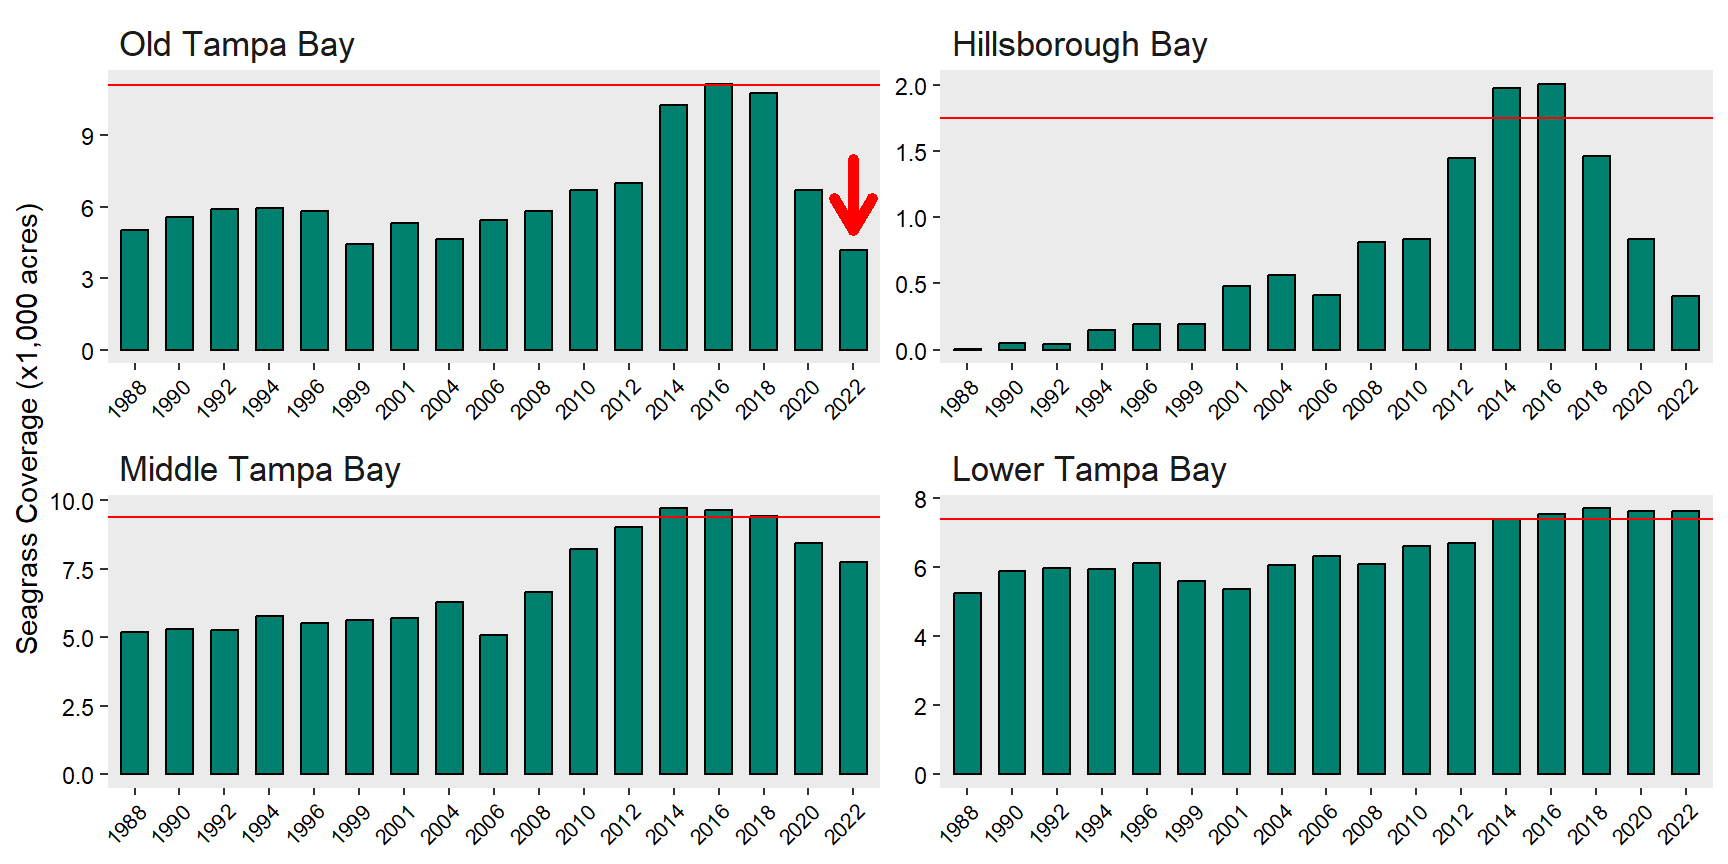 Seagrass Coverage (x1,000 acres)
Old Tampa Bay
9
6
3
0
1988 1990 1992 1994 1996 1999 2001 2004 2006 2008 2010 2012 2014 2016 2018 2020 2022
Hillsborough Bay
2.0
1.5
1.0
0.5
0.0
1988 1990 1992 1994 1996 1999 2001 2004 2006 2008 2010 2012 2014 2016 2018 2020 2022
Middle Tampa Bay
10.0
7.5
5.0
2.5
0.0
1988 1990 1992 1994 1996 1999 2001 2004 2006 2008 2010 2012 2014 2016 2018 2020 2022
Lower Tampa Bay
8
6
4
2
0
1988 1990 1992 1994 1996 1999 2001 2004 2006 2008 2010 2012 2014 2016 2018 2020 2022